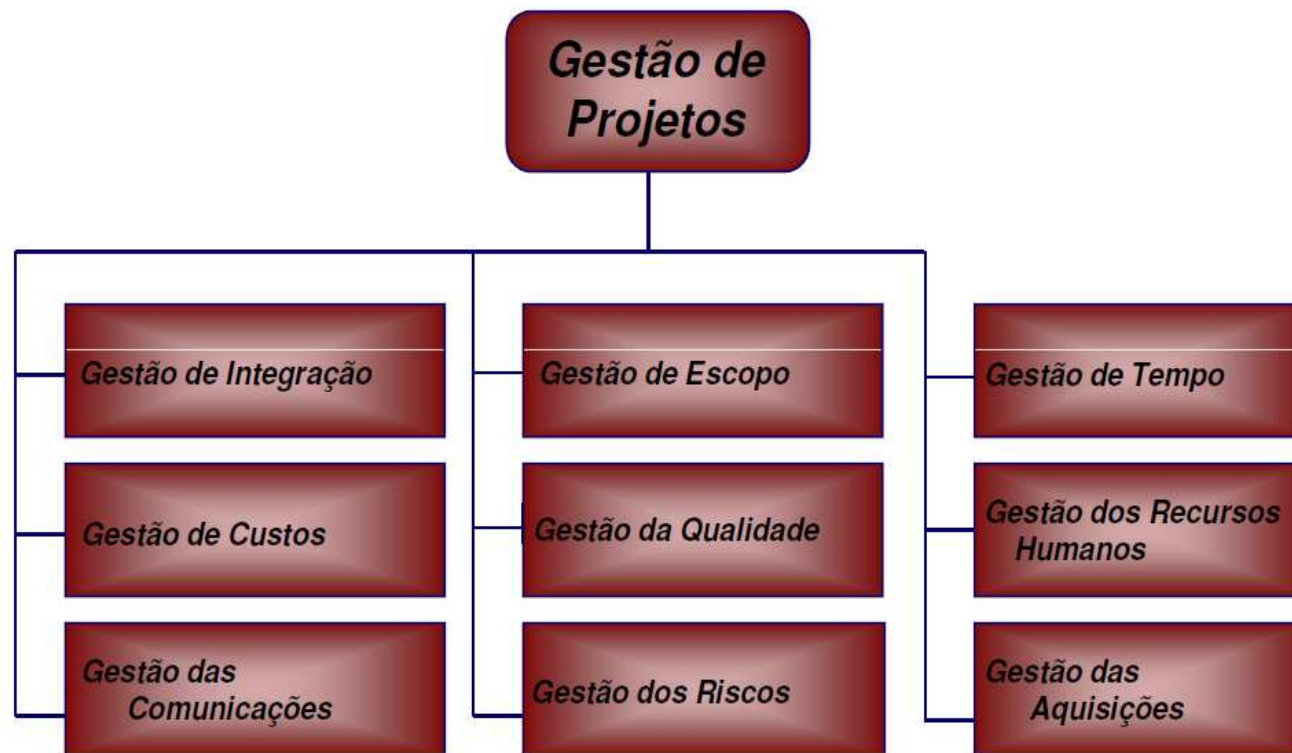 Gestão de
Projetos
Gestão de Integração
Gestão de Escopo
Gestão de Tempo
Gestão de Custos
Gestão da Qualidade
Gestão dos Recursos
Humanos
Gestão das
Comunicações
Gestão dos Riscos
Gestão das
Aquisições